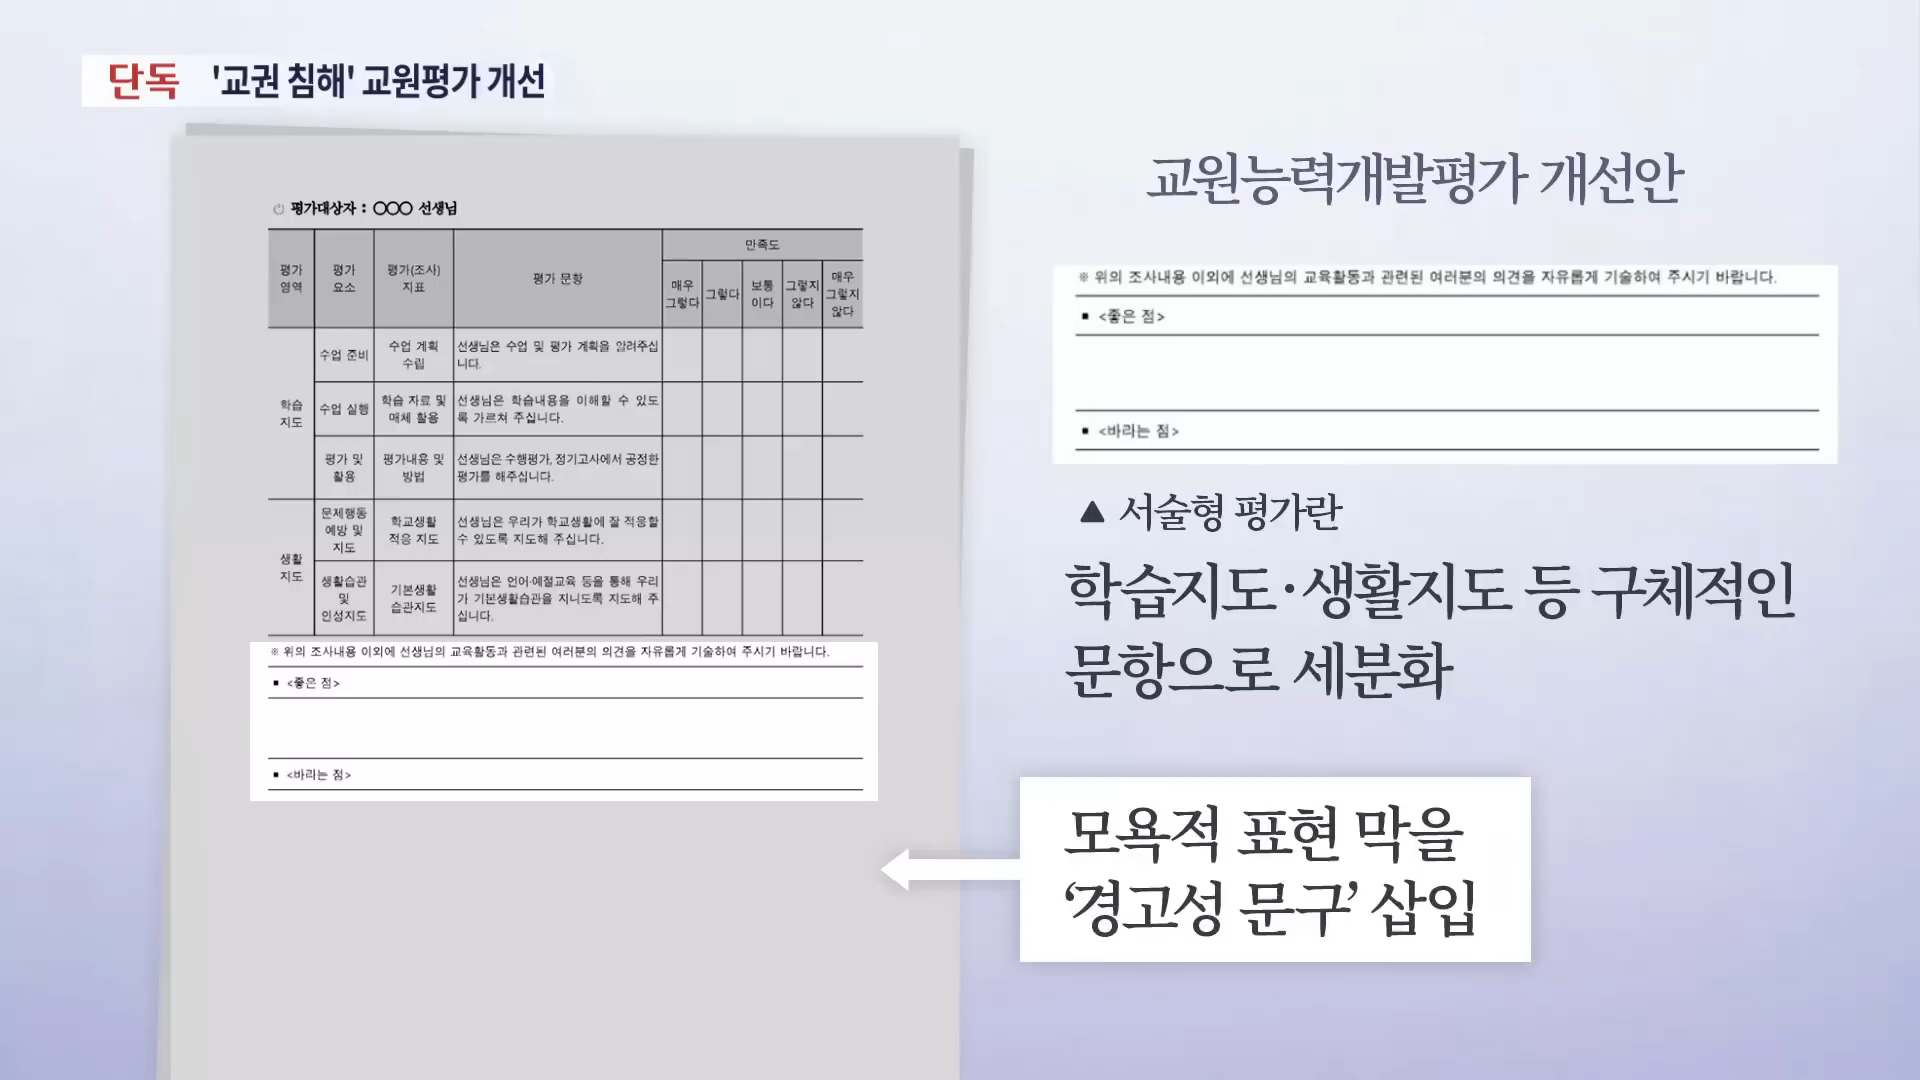 단독 '교권 침해' 교원평가 개선
평가대상자 : ○○○ 선생님
평가
영역
평가
요소
평가(조사)
지표
평가 문항
만족도
매우
그렇다
그렇다
보통
이다
그렇지
않다
매우
그렇지
않다
학습
지도
수업 준비
수업 계획
수립
선생님은 수업 및 평가 계획을 알려주십
니다.
수업 실행
학습 자료 및
매체 활용
선생님은 학습내용을 이해할 수 있도
록 가르쳐 주십니다.
평가 및
활용
평가내용 및
방법
선생님은 수행평가, 정기고사에서 공정한
평가를 해주십니다.
생활
지도
문제행동
예방 및
지도
학교생활
적응 지도
선생님은 우리가 학교생활에 잘 적응할
수 있도록 지도해 주십니다.
생활습관
및
인성지도
기본생활
습관지도
선생님은 언어·예절교육 등을 통해 우리
가 기본생활습관을 지니도록 지도해 주
십니다.
※ 위의 조사내용 이외에 선생님의 교육활동과 관련된 여러분의 의견을 자유롭게 기술하여 주시기 바랍니다.
▪ <좋은 점>
▪ <바라는 점>
교원능력개발평가 개선안
※ 위의 조사내용 이외에 선생님의 교육활동과 관련된 여러분의 의견을 자유롭게 기술하여 주시기 바랍니다.
▪ <좋은 점>
▪ <바라는 점>
▲ 서술형 평가란
학습지도·생활지도 등 구체적인
문항으로 세분화
모욕적 표현 막을
‘경고성 문구’ 삽입